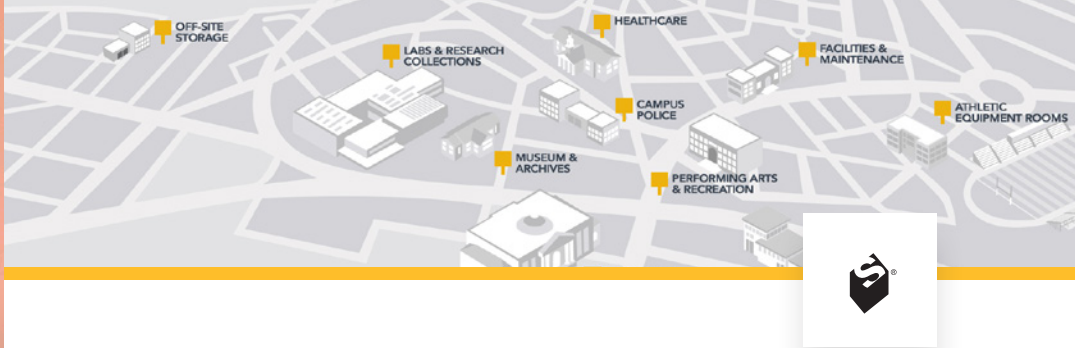 OFF-SITE
STORAGE
LABS & RESEARCH
COLLECTIONS
HEALTHCARE
FACILITIES &
MAINTENANCE
CAMPUS
POLICE
ATHLETIC
EQUIPMENT ROOMS
MUSEUM &
ARCHIVES
PERFORMING ARTS
& RECREATION
S®